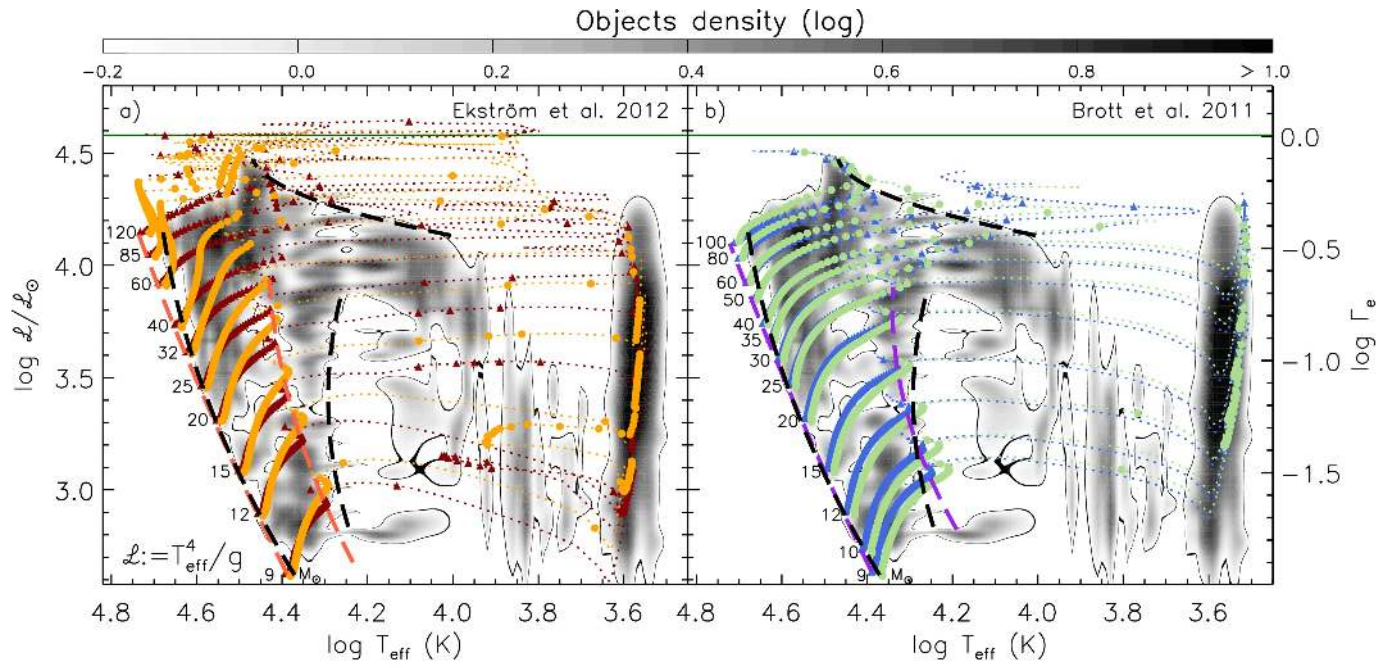 Objects density (log)
-0.2 0.0 0.2 0.4 0.6 0.8 > 1.0
a) Ekström et al. 2012
b) Brott et al. 2011
log ℒ/ℒ⊙
4.5
4.0
3.5
3.0
120
85
60
40
32
25
20
15
12
9 M⊙
ℒ:=T⁴eff/g
100
80
60
50
40
35
30
25
20
15
12
10
9 M⊙
0.0
-0.5
-1.0
-1.5
log Γe
4.8 4.6 4.4 4.2 4.0 3.8 3.6
log Teff (K)
4.8 4.6 4.4 4.2 4.0 3.8 3.6
log Teff (K)